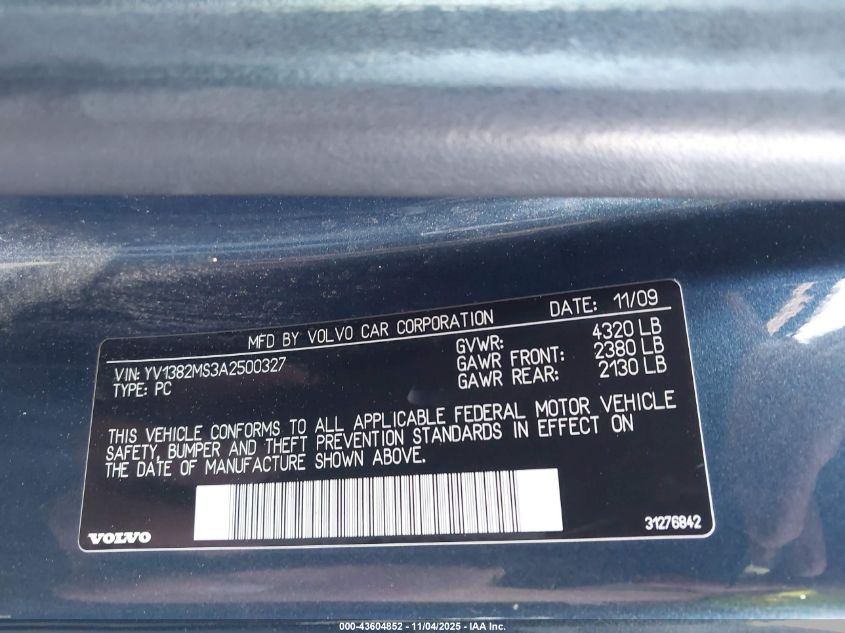 MFD BY VOLVO CAR CORPORATION DATE: 11/09
VIN: YV1382MS3A2500327 GVWR: 4320 LB
TYPE: PC GAWR FRONT: 2380 LB
GAWR REAR: 2130 LB
THIS VEHICLE CONFORMS TO ALL APPLICABLE FEDERAL MOTOR VEHICLE
SAFETY, BUMPER AND THEFT PREVENTION STANDARDS IN EFFECT ON
THE DATE OF MANUFACTURE SHOWN ABOVE.
VOLVO 31276842
000-43604852 - 11/04/2025 - IAA Inc.